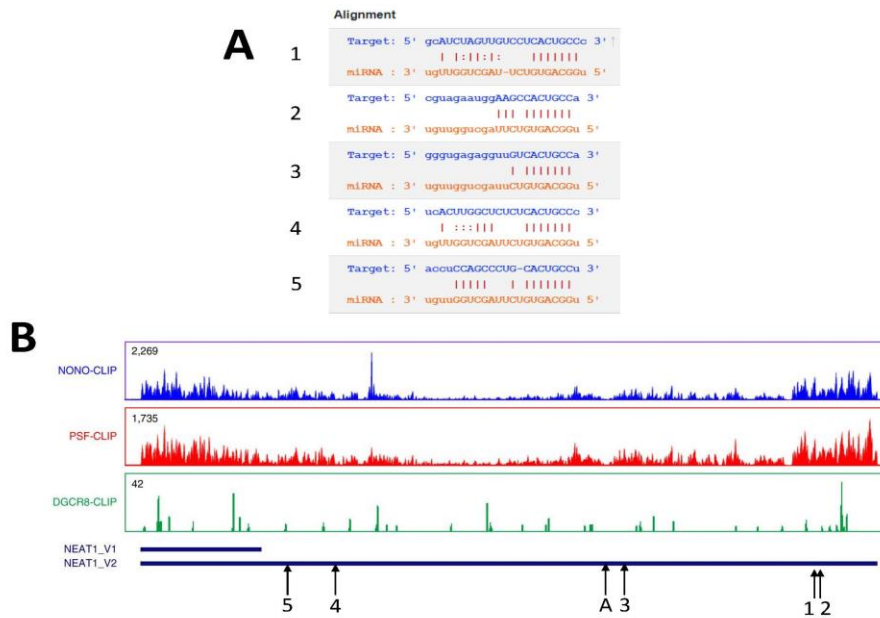 Alignment
A
1
Target: 5' gcAUCUAGUUGUCCUCACUGCCc 3'
miRNA : 3' ugUUGGUCGAU-UCUGUGACGGu 5'
2
Target: 5' cguagaauggAAGCCACUGCCa 3'
miRNA : 3' uguuggucgaUUCUGUGACGGu 5'
3
Target: 5' gggugagagguuGUCACUGCCa 3'
miRNA : 3' uguuggucgauuCUGUGACGGu 5'
4
Target: 5' ucACUUGGCUCUCUCACUGCCc 3'
miRNA : 3' ugUUGGUCGAUUCUGUGACGGu 5'
5
Target: 5' accuCCAGCCCUG-CACUGCCu 3'
miRNA : 3' uguuGGUCGAUUCUGUGACGGu 5'
B
NONO-CLIP
2,269
PSF-CLIP
1,735
DGCR8-CLIP
42
NEAT1_V1
NEAT1_V2
5 4 A 3 1 2